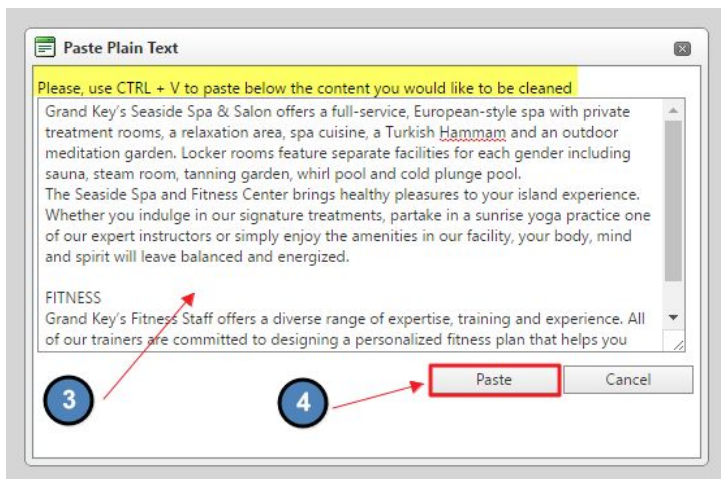 Paste Plain Text
Please, use CTRL + V to paste below the content you would like to be cleaned
Grand Key's Seaside Spa & Salon offers a full-service, European-style spa with private
treatment rooms, a relaxation area, spa cuisine, a Turkish Hammam and an outdoor
meditation garden. Locker rooms feature separate facilities for each gender including
sauna, steam room, tanning garden, whirl pool and cold plunge pool.
The Seaside Spa and Fitness Center brings healthy pleasures to your island experience.
Whether you indulge in our signature treatments, partake in a sunrise yoga practice one
of our expert instructors or simply enjoy the amenities in our facility, your body, mind
and spirit will leave balanced and energized.
FITNESS
Grand Key's Fitness Staff offers a diverse range of expertise, training and experience. All
of our trainers are committed to designing a personalized fitness plan that helps you
Paste Cancel
3 4